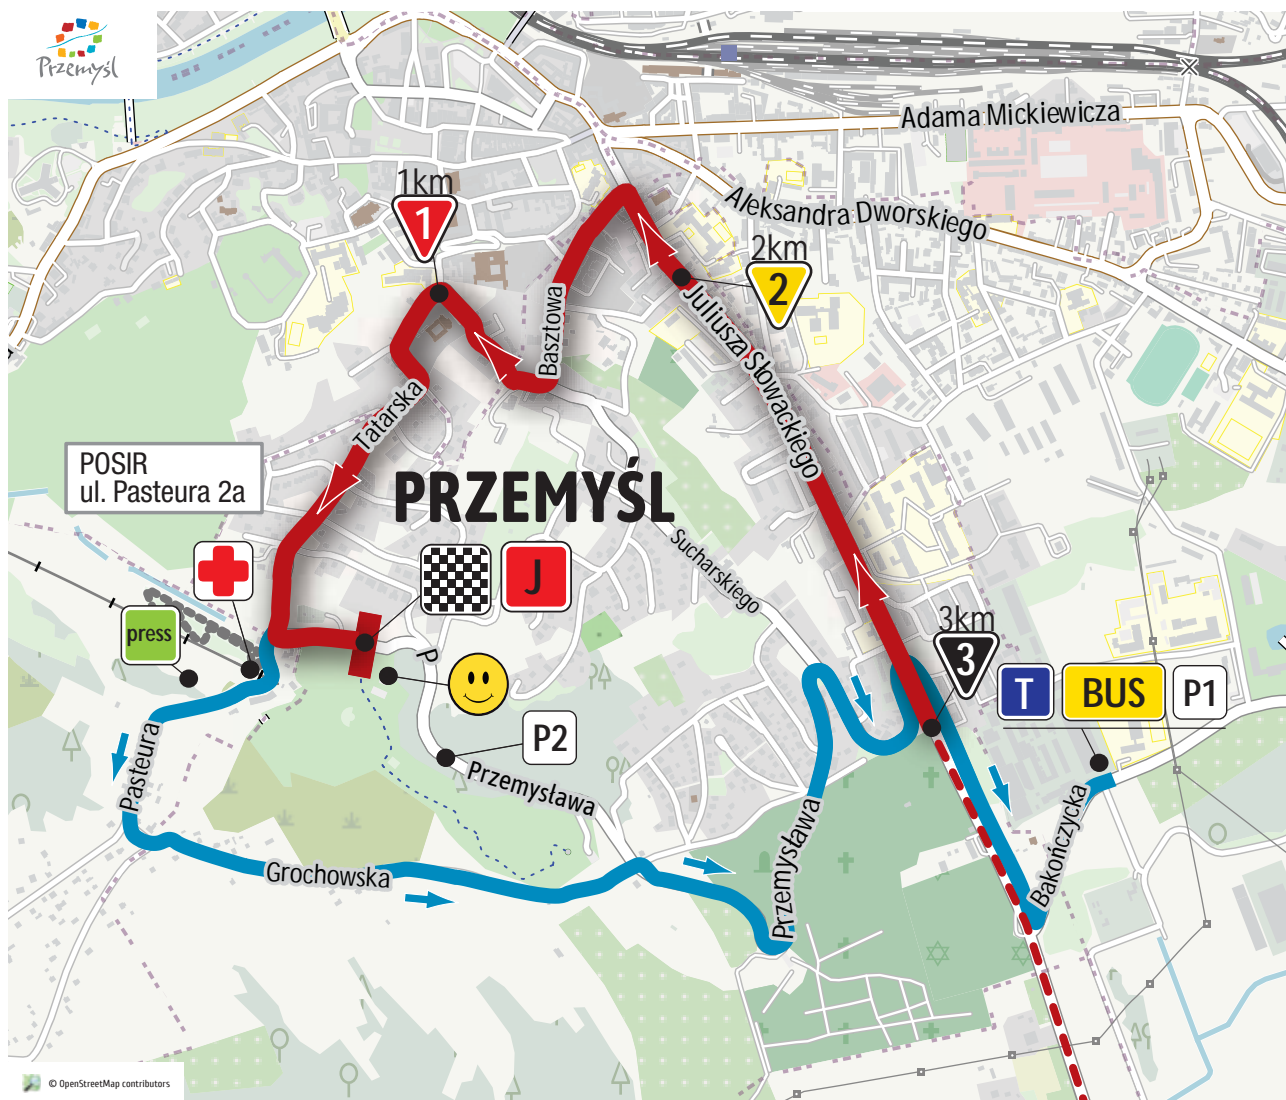 Przemyśl
Adama Mickiewicza
1km
1
Aleksandra Dworskiego
2km
2
Juliusza Słowackiego
Basztowa
Tatarska
POSIR
ul. Pasteura 2a
PRZEMYŚL
Sucharskiego
J
press
3km
3
P
T
BUS
P1
P2
Przemysława
Pasteura
Grochowska
Przemysława
Bakończycka
© OpenStreetMap contributors